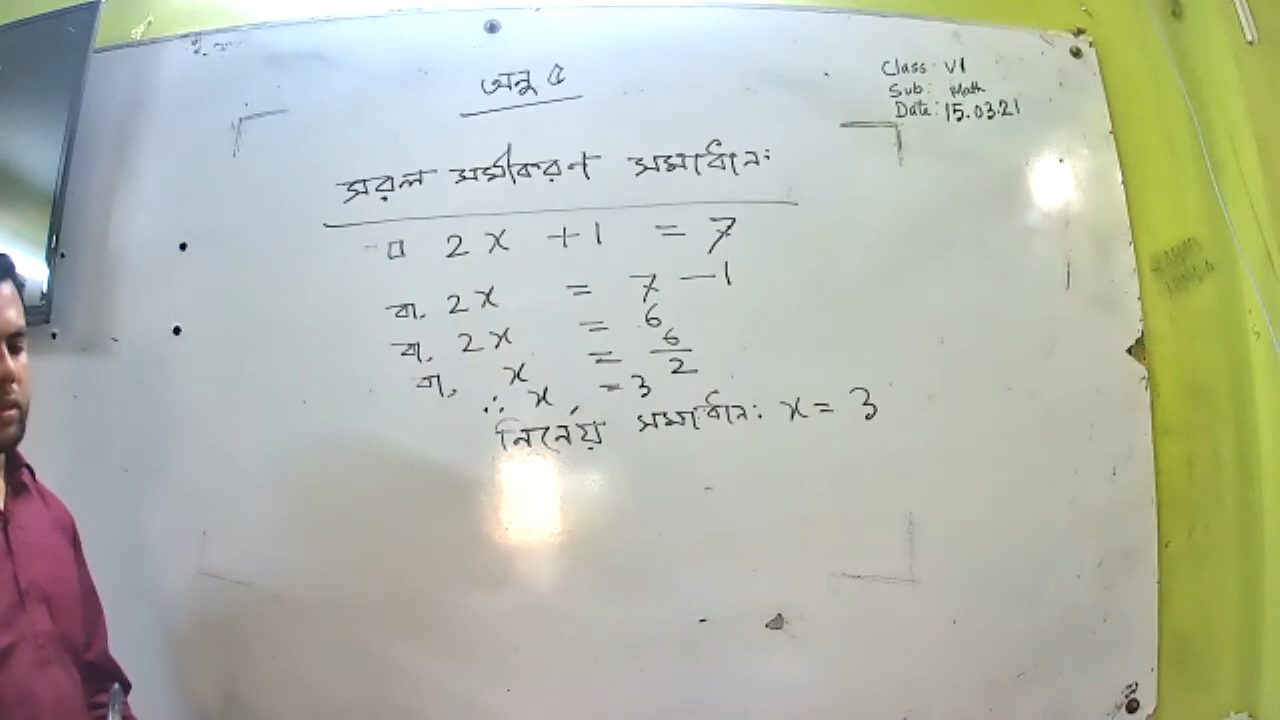 অনু ৫
Class: VI
Sub: Math
Date: 15.03.21
সরল সমীকরণ সমাধান:
□ 2x + 1 = 7
বা, 2x = 7 - 1
বা, 2x = 6
বা, x = 6/2
∴ x = 3
নির্নেয় সমাধান: x = 3